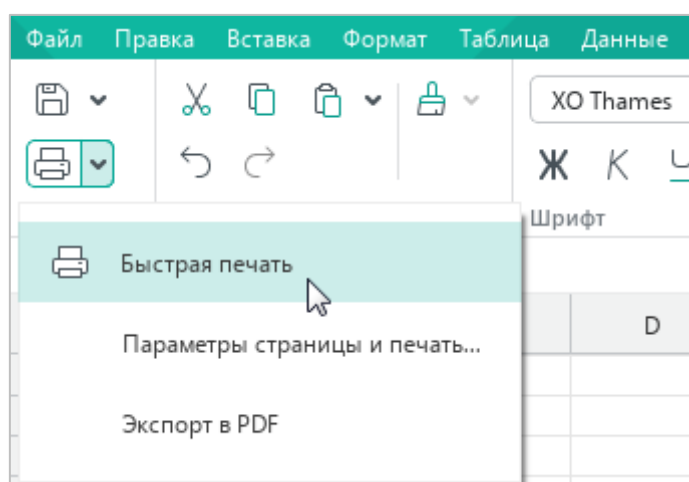 Файл Правка Вставка Формат Таблица Данные
XO Thames
Ж К
Шрифт
Быстрая печать
D
Параметры страницы и печать...
Экспорт в PDF